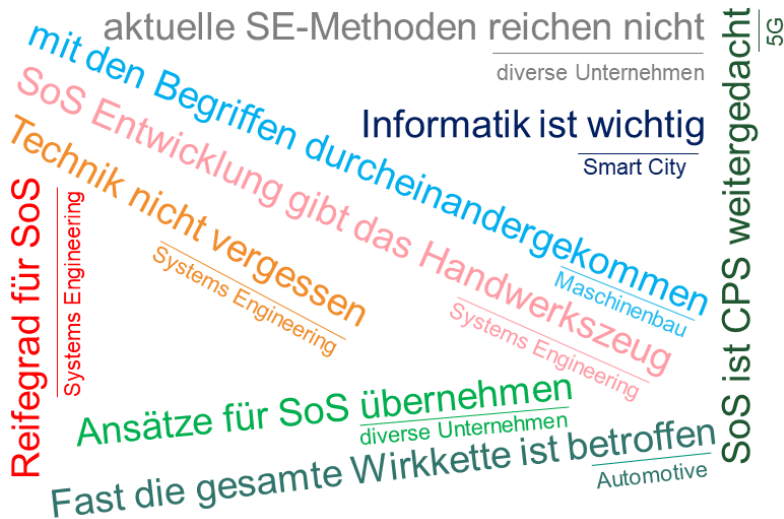 aktuelle SE-Methoden reichen nicht
diverse Unternehmen
mit den Begriffen durcheinandergekommen
Maschinenbau
SoS Entwicklung gibt das Handwerkszeug
Systems Engineering
Informatik ist wichtig
Smart City
Technik nicht vergessen
Systems Engineering
Reifegrad für SoS
Systems Engineering
SoS ist CPS weitergedacht
5G
Ansätze für SoS übernehmen
diverse Unternehmen
Fast die gesamte Wirkkette ist betroffen
Automotive